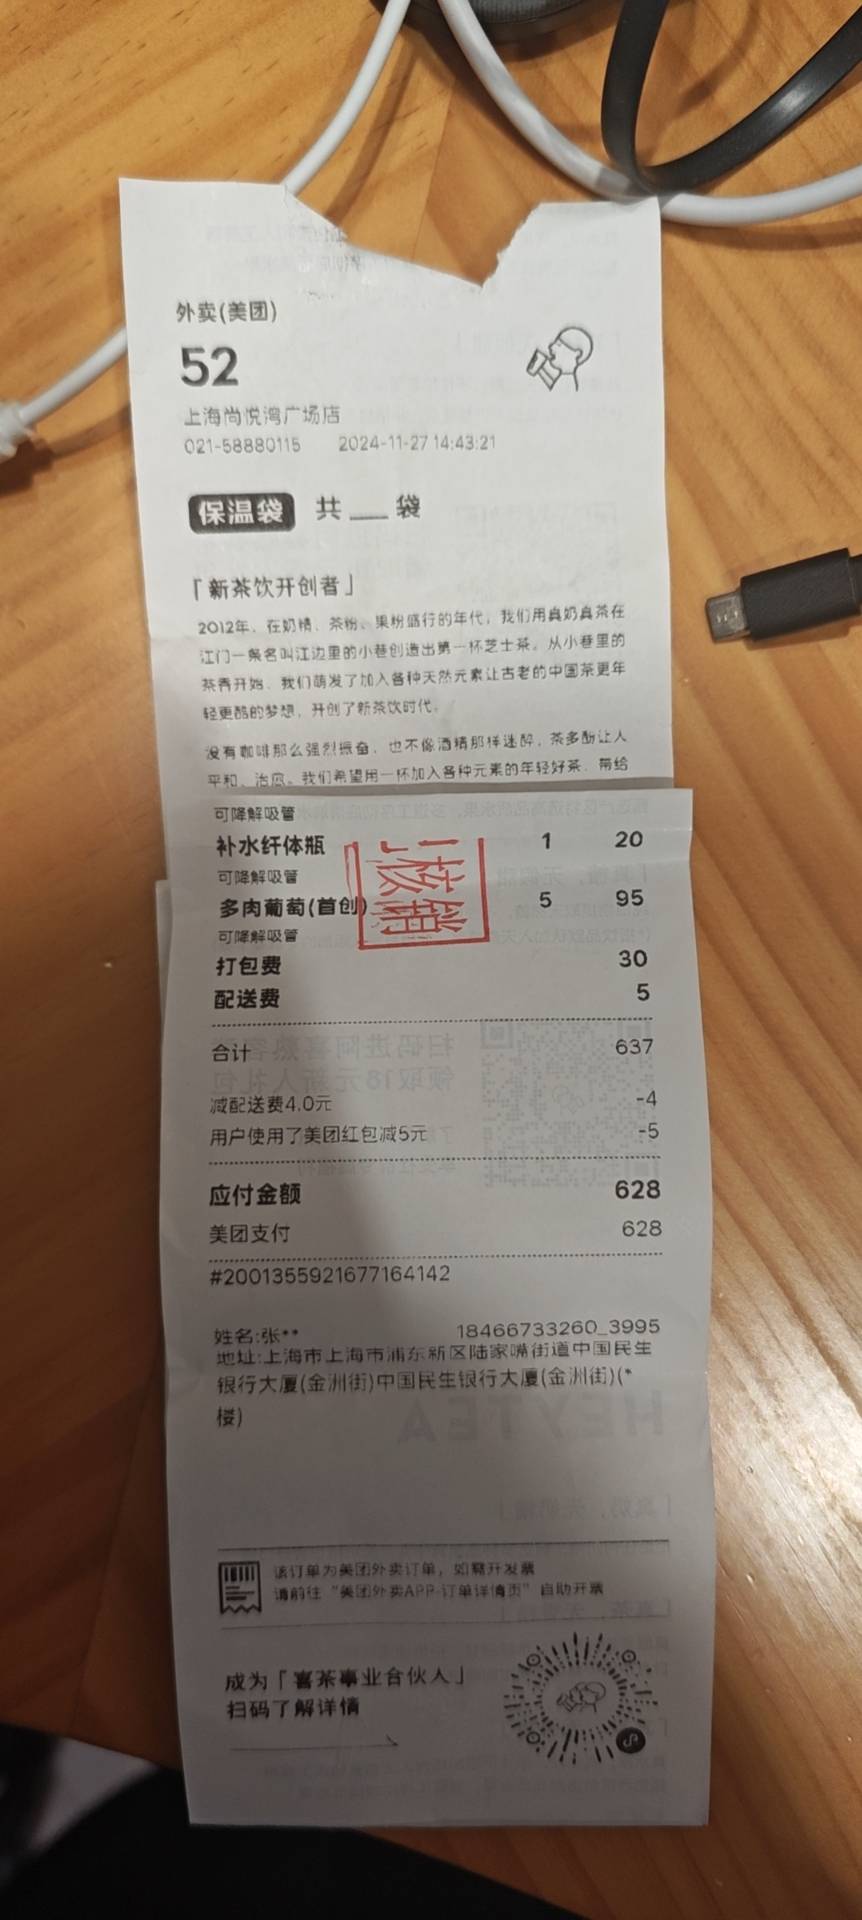 外卖(美团)
52
上海尚悦湾广场店
021-58880115 2024-11-27 14:43:21
保温袋 共___袋
「新茶饮开创者」
2012年，在奶精、茶粉、果粉盛行的年代，我们用真奶真茶在
江门一条名叫江边里的小巷创造出第一杯芝士茶。从小巷里的
茶香开始，我们萌发了加入各种天然元素让古老的中国茶更年
轻更酷的梦想，开创了新茶饮时代。
没有咖啡那么强烈振奋，也不像酒精那样迷醉，茶多酚让人
平和、治愈。我们希望用一杯加入各种元素的年轻好茶，带给
可降解吸管
补水纤体瓶 1 20
可降解吸管
多肉葡萄(首创) 5 95
核销
可降解吸管
打包费 30
配送费 5
合计 637
减配送费4.0元 -4
用户使用了美团红包减5元 -5
应付金额 628
美团支付 628
#2001355921677164142
姓名:张** 18466733260_3995
地址:上海市上海市浦东新区陆家嘴街道中国民生
银行大厦(金洲街)中国民生银行大厦(金洲街)(*
楼)
该订单为美团外卖订单，如需开发票
请前往“美团外卖APP-订单详情页”自助开票
成为「喜茶事业合伙人」
扫码了解详情